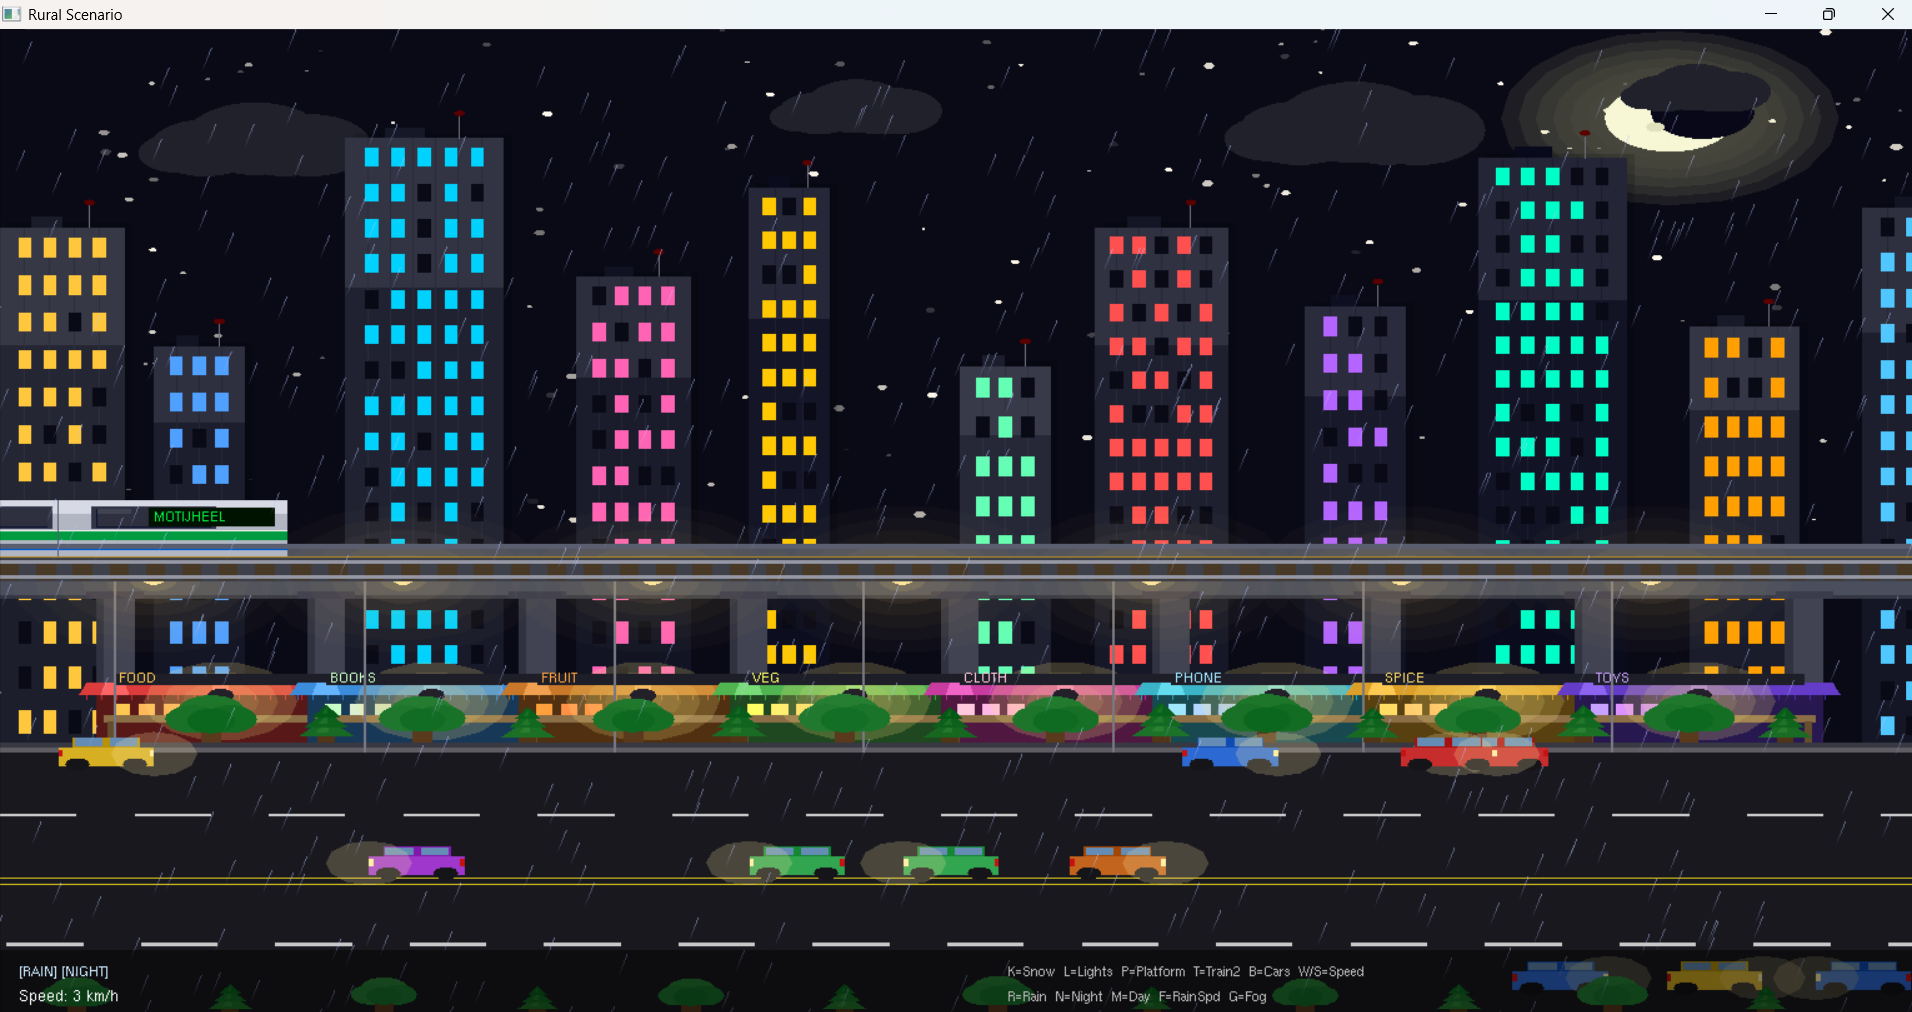 Rural Scenario
MOTIJHEEL
FOOD
BOOKS
FRUIT
VEG
CLOTH
PHONE
SPICE
TOYS
[RAIN] [NIGHT]
K=Snow L=Lights P=Platform T=Train2 B=Cars W/S=Speed
Speed: 3 km/h
R=Rain N=Night M=Day F=RainSpd G=Fog